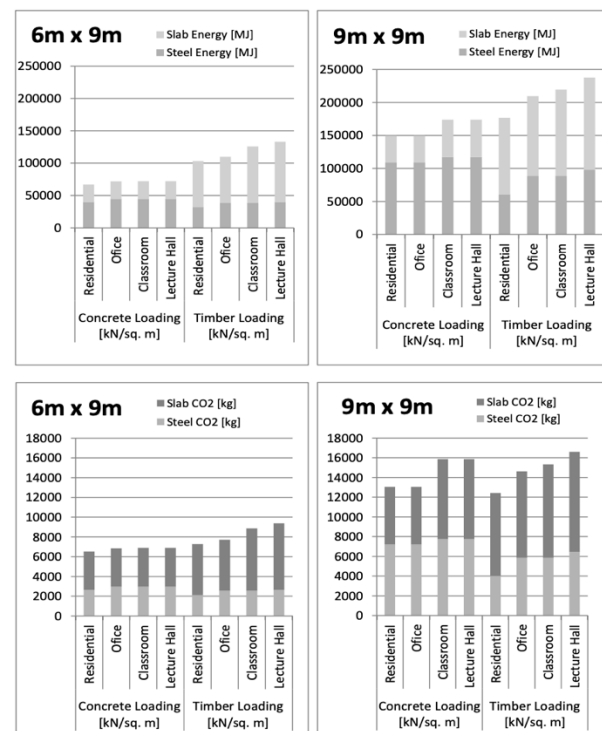 6m x 9m
Slab Energy [MJ]
Steel Energy [MJ]
250000
200000
150000
100000
50000
0
Residential
Ofice
Classroom
Lecture Hall
Residential
Ofice
Classroom
Lecture Hall
Concrete Loading
[kN/sq. m]
Timber Loading
[kN/sq. m]
9m x 9m
Slab Energy [MJ]
Steel Energy [MJ]
250000
200000
150000
100000
50000
0
Residential
Ofice
Classroom
Lecture Hall
Residential
Ofice
Classroom
Lecture Hall
Concrete Loading
[kN/sq. m]
Timber Loading
[kN/sq. m]
6m x 9m
Slab CO2 [kg]
Steel CO2 [kg]
18000
16000
14000
12000
10000
8000
6000
4000
2000
0
Residential
Ofice
Classroom
Lecture Hall
Residential
Ofice
Classroom
Lecture Hall
Concrete Loading
[kN/sq. m]
Timber Loading
[kN/sq. m]
9m x 9m
Slab CO2 [kg]
Steel CO2 [kg]
18000
16000
14000
12000
10000
8000
6000
4000
2000
0
Residential
Ofice
Classroom
Lecture Hall
Residential
Ofice
Classroom
Lecture Hall
Concrete Loading
[kN/sq. m]
Timber Loading
[kN/sq. m]